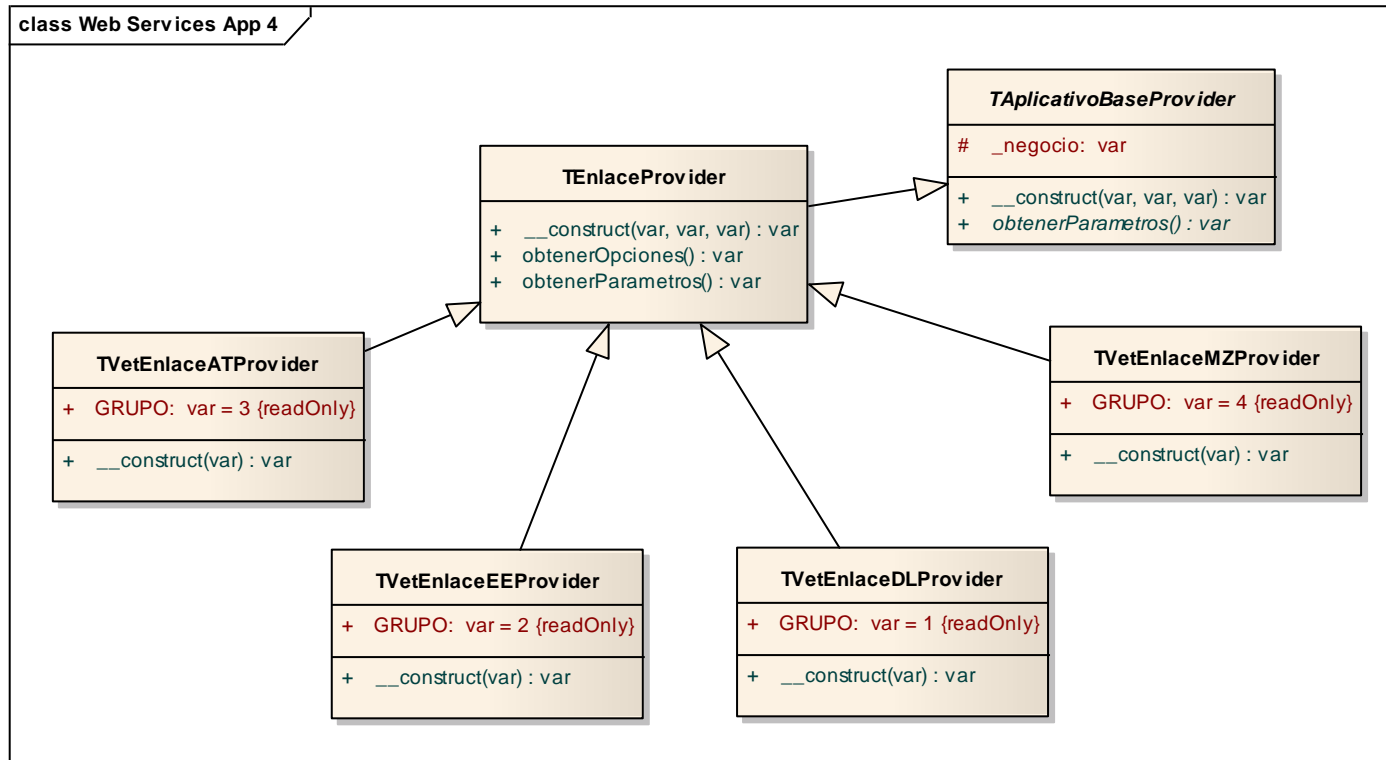 class Web Services App 4
TAplicativoBaseProvider
# _negocio: var
+ __construct(var, var, var) : var
+ obtenerParametros() : var
TEnlaceProvider
+ __construct(var, var, var) : var
+ obtenerOpciones() : var
+ obtenerParametros() : var
TVetEnlaceATProvider
+ GRUPO: var = 3 {readOnly}
+ __construct(var) : var
TVetEnlaceMZProvider
+ GRUPO: var = 4 {readOnly}
+ __construct(var) : var
TVetEnlaceEEProvider
+ GRUPO: var = 2 {readOnly}
+ __construct(var) : var
TVetEnlaceDLProvider
+ GRUPO: var = 1 {readOnly}
+ __construct(var) : var